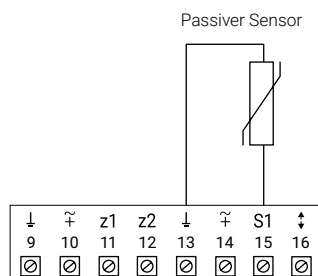 Passiver Sensor
⏚ ≂+ z1 z2 ⏚ ≂+ S1 ↕
9 10 11 12 13 14 15 16